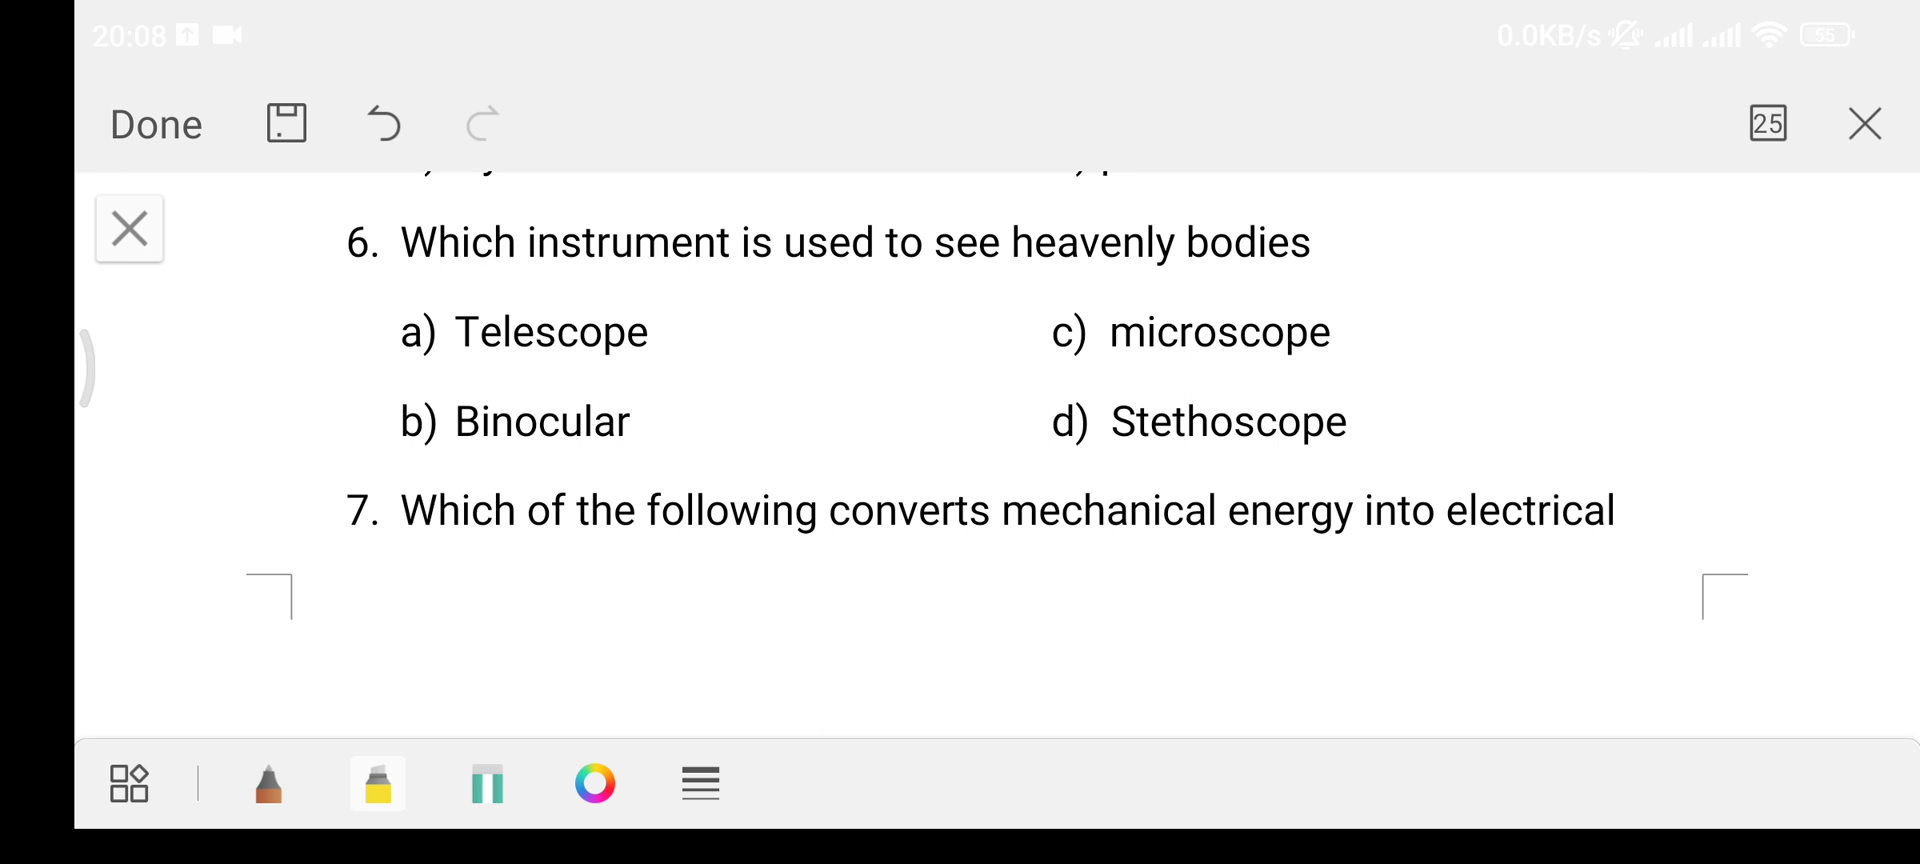 20:08 0.0KB/s 55
Done 25
6. Which instrument is used to see heavenly bodies
a) Telescope c) microscope
b) Binocular d) Stethoscope
7. Which of the following converts mechanical energy into electrical